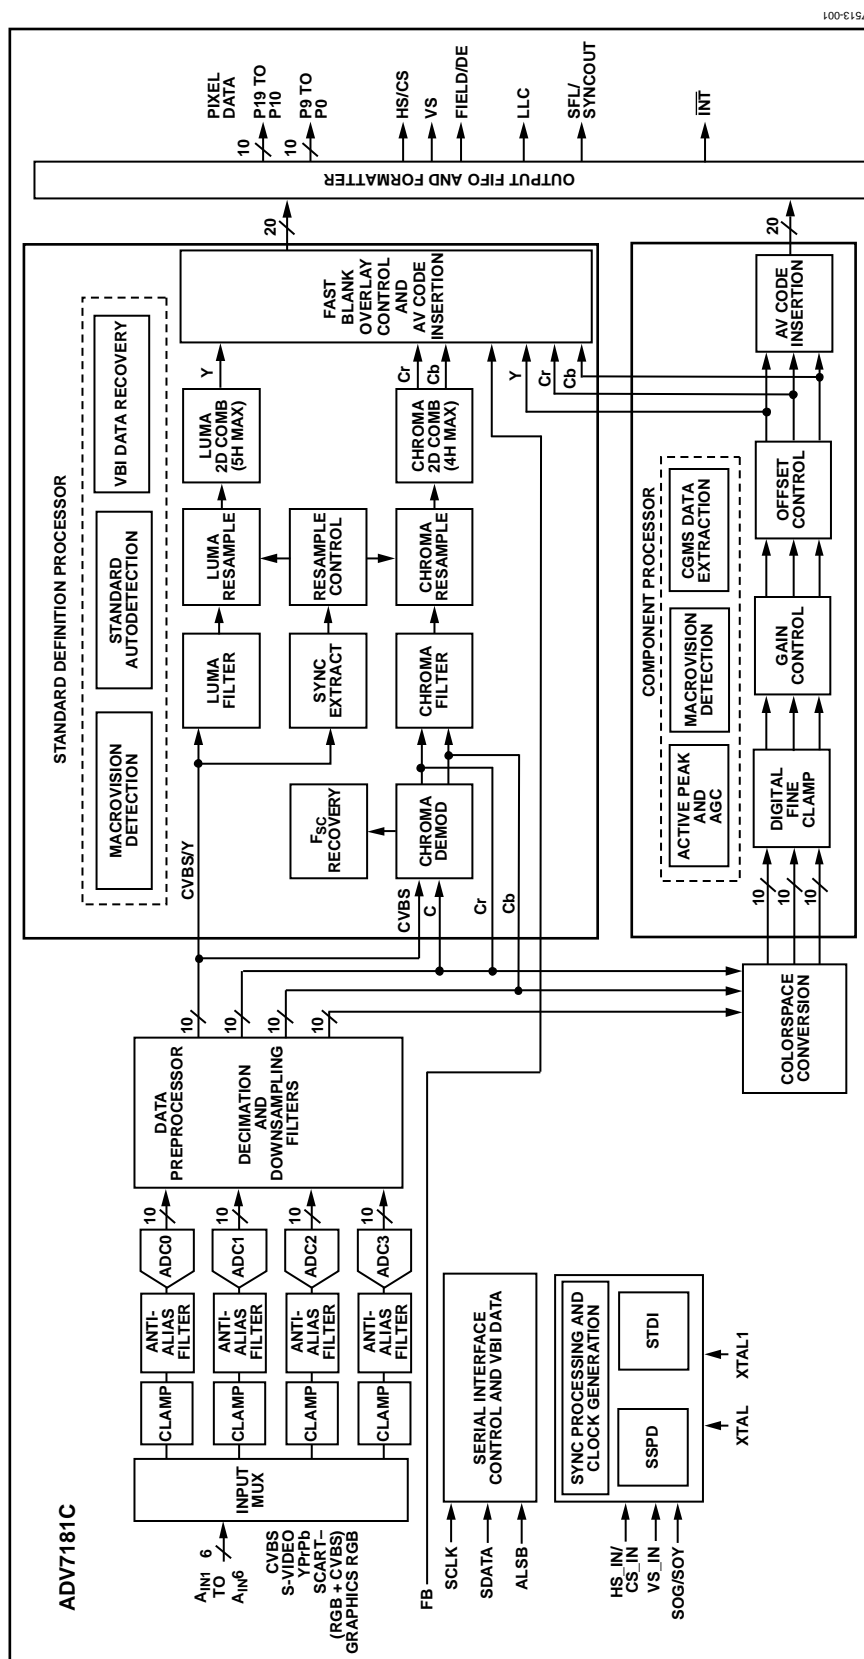 ADV7181C
A_IN1
TO
A_IN6
6
CVBS
S-VIDEO
YPrPb
SCART–
(RGB + CVBS)
GRAPHICS RGB
INPUT
MUX
CLAMP
ANTI-
ALIAS
FILTER
ADC0
10
CLAMP
ANTI-
ALIAS
FILTER
ADC1
10
CLAMP
ANTI-
ALIAS
FILTER
ADC2
10
CLAMP
ANTI-
ALIAS
FILTER
ADC3
10
DATA
PREPROCESSOR
DECIMATION
AND
DOWNSAMPLING
FILTERS
10
10
10
10
FB
SCLK
SDATA
ALSB
SERIAL INTERFACE
CONTROL AND VBI DATA
HS_IN/
CS_IN
VS_IN
SOG/SOY
SYNC PROCESSING AND
CLOCK GENERATION
SSPD
STDI
XTAL
XTAL1
STANDARD DEFINITION PROCESSOR
MACROVISION
DETECTION
STANDARD
AUTODETECTION
VBI DATA RECOVERY
CVBS/Y
LUMA
FILTER
LUMA
RESAMPLE
LUMA
2D COMB
(5H MAX)
Y
SYNC
EXTRACT
RESAMPLE
CONTROL
F_SC
RECOVERY
CVBS
C
CHROMA
DEMOD
CHROMA
FILTER
CHROMA
RESAMPLE
CHROMA
2D COMB
(4H MAX)
Cr
Cb
Cr
Cb
Y
Cr
Cb
FAST
BLANK
OVERLAY
CONTROL
AND
AV CODE
INSERTION
20
COLORSPACE
CONVERSION
10
10
10
COMPONENT PROCESSOR
ACTIVE PEAK
AND
AGC
MACROVISION
DETECTION
CGMS DATA
EXTRACTION
DIGITAL
FINE
CLAMP
GAIN
CONTROL
OFFSET
CONTROL
AV CODE
INSERTION
20
OUTPUT FIFO AND FORMATTER
PIXEL
DATA
10
P19 TO
P10
10
P9 TO
P0
HS/CS
VS
FIELD/DE
LLC
SFL/
SYNCOUT
INT
7513-001